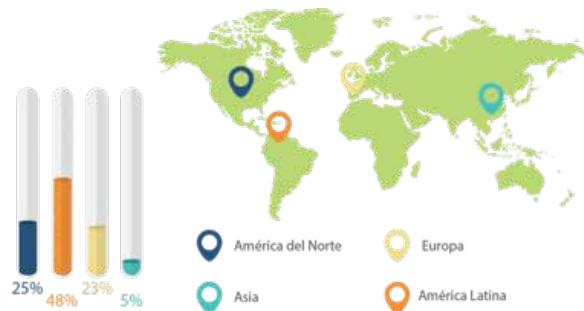 25%
48%
23%
5%
América del Norte
Europa
Asia
América Latina